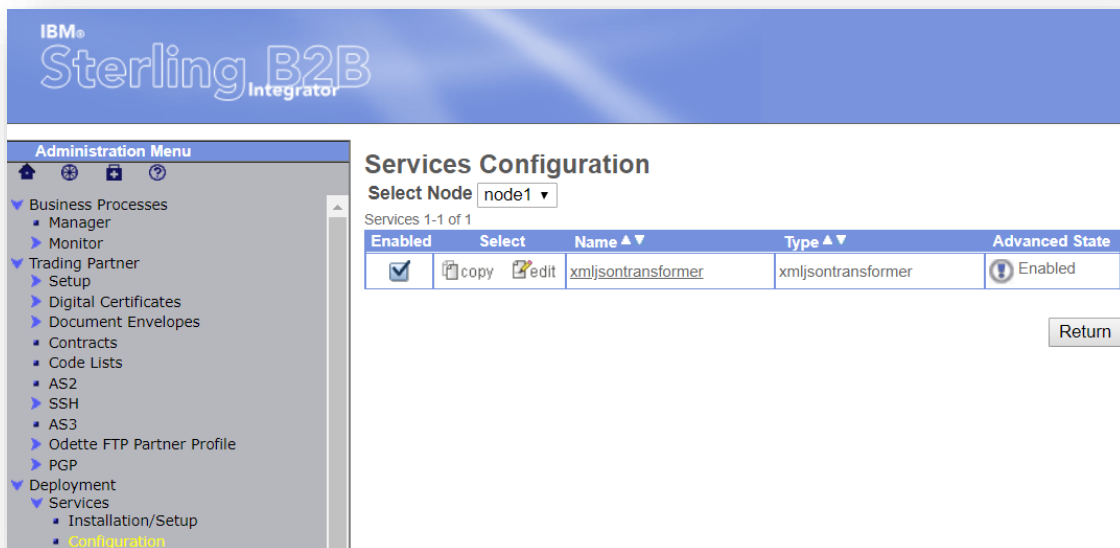 IBM®
Sterling B2B
Integrator
Administration Menu
Business Processes
Manager
Monitor
Trading Partner
Setup
Digital Certificates
Document Envelopes
Contracts
Code Lists
AS2
SSH
AS3
Odette FTP Partner Profile
PGP
Deployment
Services
Installation/Setup
Configuration
Services Configuration
Select Node node1
Services 1-1 of 1
Enabled Select Name Type Advanced State
copy edit xmljsontransformer xmljsontransformer Enabled
Return